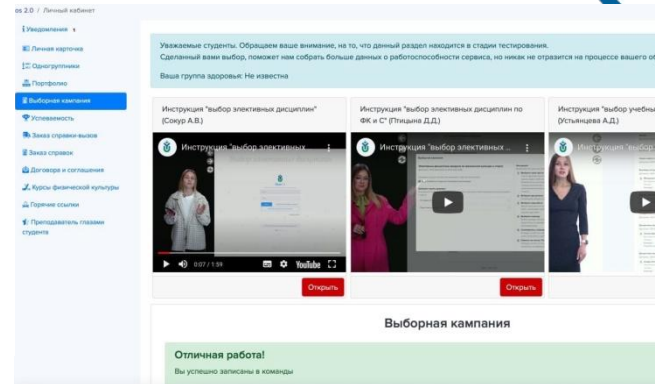 os 2.0 / Личный кабинет
Уведомления
Личная карточка
Одногруппники
Портфолио
Выборная кампания
Успеваемость
Заказ справки-вызов
Заказ справок
Договора и соглашения
Курсы физической культуры
Горячие ссылки
Преподаватель глазами
студента
Уважаемые студенты. Обращаем ваше внимание, на то, что данный раздел находится в стадии тестирования.
Сделанный вами выбор, поможет нам собрать больше данных о работоспособности сервиса, но никак не отразится на процессе вашего об
Ваша группа здоровья: Не известна
Инструкция "выбор элективных дисциплин"
(Сокур А.В.)
Инструкция "выбор элективных
0:07 / 1:59
YouTube
Открыть
Инструкция "выбор элективных дисциплин по
ФК и С" (Птицына Д.Д.)
Инструкция "выбор элективных ...
Открыть
Инструкция "выбор учебны
(Устьянцева А.Д.)
Инструкция "выбор
Выборная кампания
Отличная работа!
Вы успешно записаны в команды